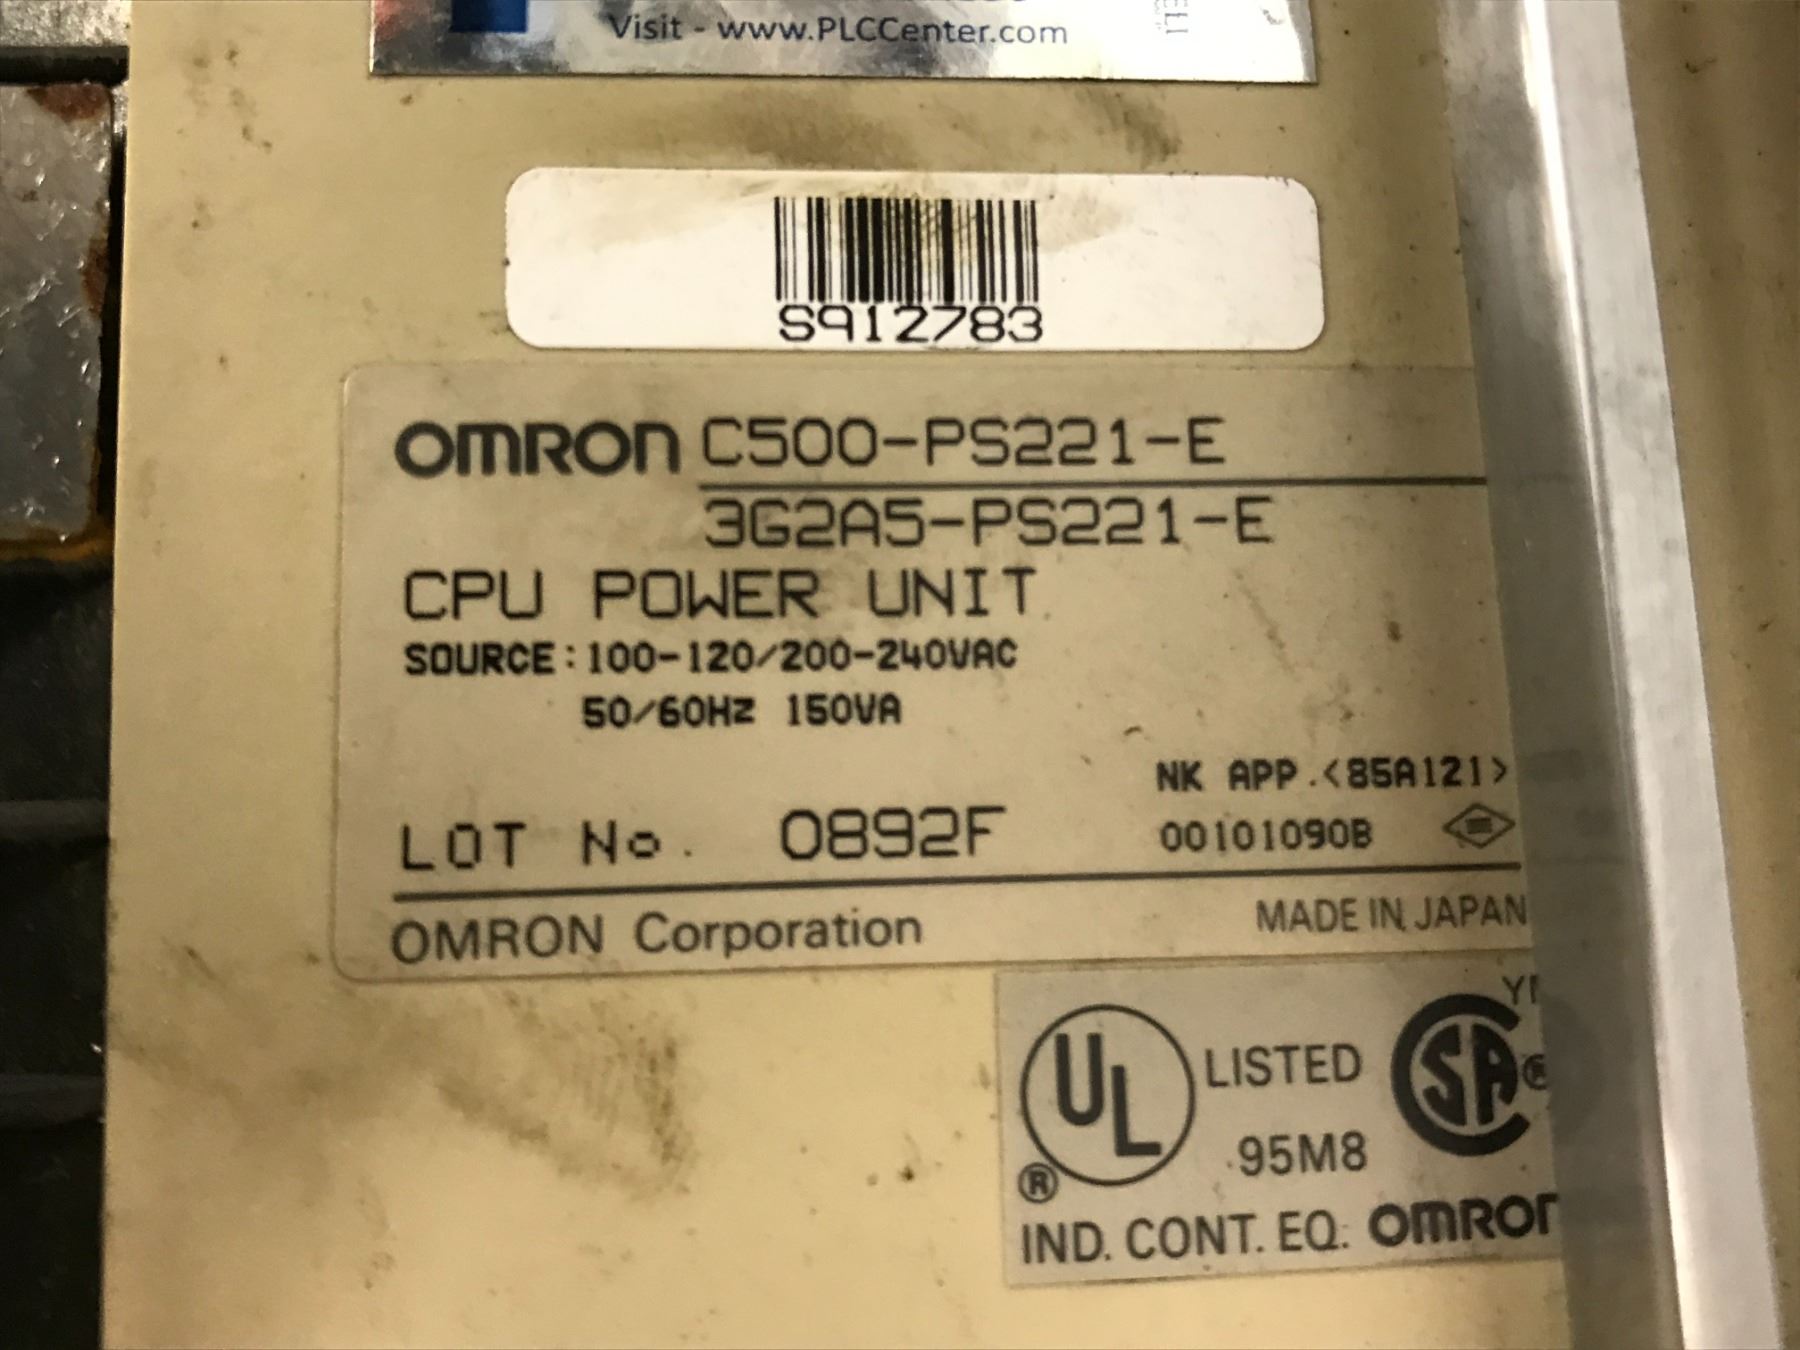 Visit - www.PLCCenter.com
S912783
OMRON C500-PS221-E
3G2A5-PS221-E
CPU POWER UNIT
SOURCE: 100-120/200-240VAC
50/60Hz 150VA
NK APP.<85A121>
LOT No. 0892F 00101090B
OMRON Corporation MADE IN JAPAN
UL LISTED SA ®
95M8
®
IND. CONT. EQ. OMRON